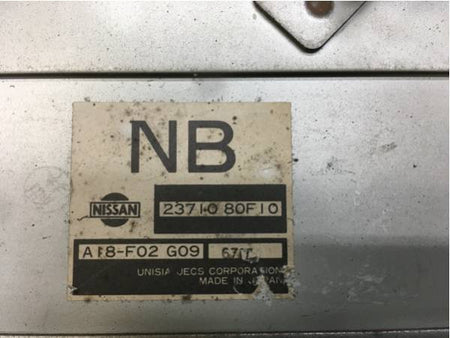 NB
NISSAN
23710 80F10
A18-F02 G09
UNISIA JECS CORPORATION
MADE IN JAPAN